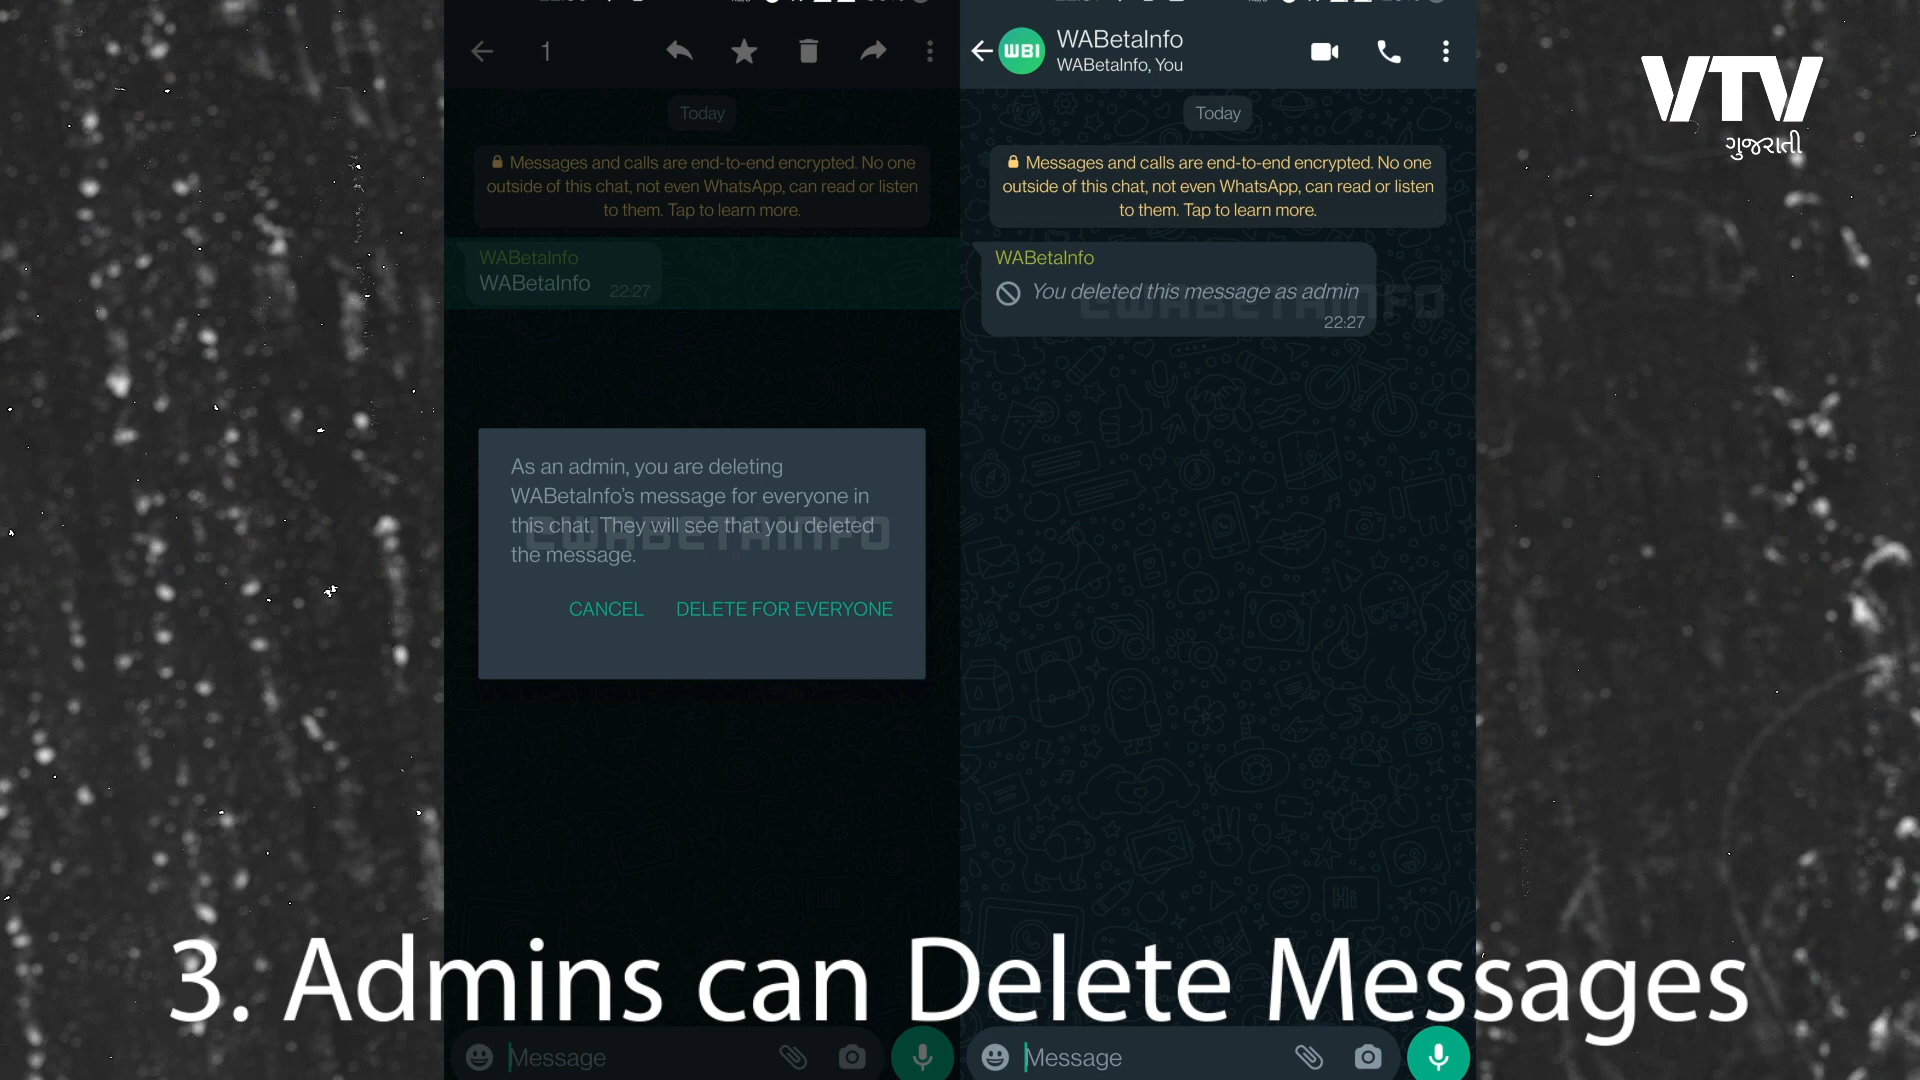 1
Today
Messages and calls are end-to-end encrypted. No one
outside of this chat, not even WhatsApp, can read or listen
to them. Tap to learn more.
WABetaInfo
WABetaInfo 22:27
As an admin, you are deleting
WABetaInfo's message for everyone in
this chat. They will see that you deleted
the message.
CANCEL DELETE FOR EVERYONE
Message
WBI
WABetaInfo
WABetaInfo, You
Today
Messages and calls are end-to-end encrypted. No one
outside of this chat, not even WhatsApp, can read or listen
to them. Tap to learn more.
WABetaInfo
You deleted this message as admin
22:27
Message
VTV
ગુજરાતી
3. Admins can Delete Messages